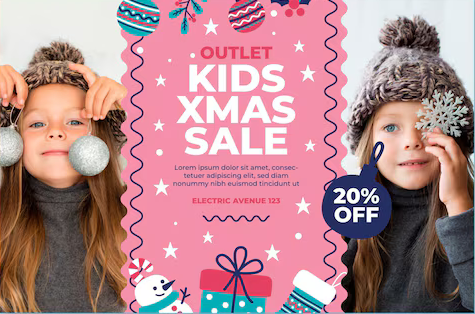 OUTLET
KIDS
XMAS
SALE
Lorem ipsum dolor sit amet, consec-
tetuer adipiscing elit, sed diam
nonummy nibh euismod tincidunt ut
ELECTRIC AVENUE 123
20%
OFF